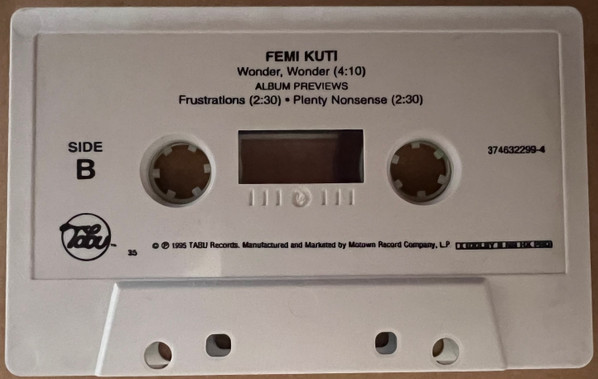 FEMI KUTI
Wonder, Wonder (4:10)
ALBUM PREVIEWS
Frustrations (2:30) • Plenty Nonsense (2:30)
SIDE
B
374632299-4
Tabu™
35
© ℗ 1995 TABU Records. Manufactured and Marketed by Motown Record Company, L.P.